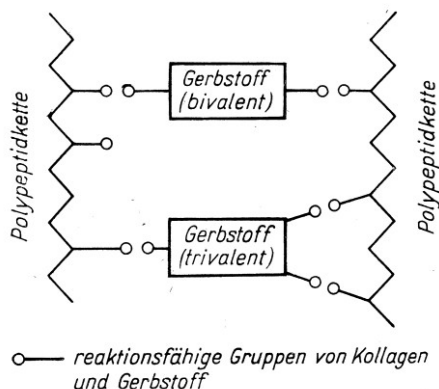 Polypeptidkette
Gerbstoff
(bivalent)
Gerbstoff
(trivalent)
Polypeptidkette
reaktionsfähige Gruppen von Kollagen
und Gerbstoff